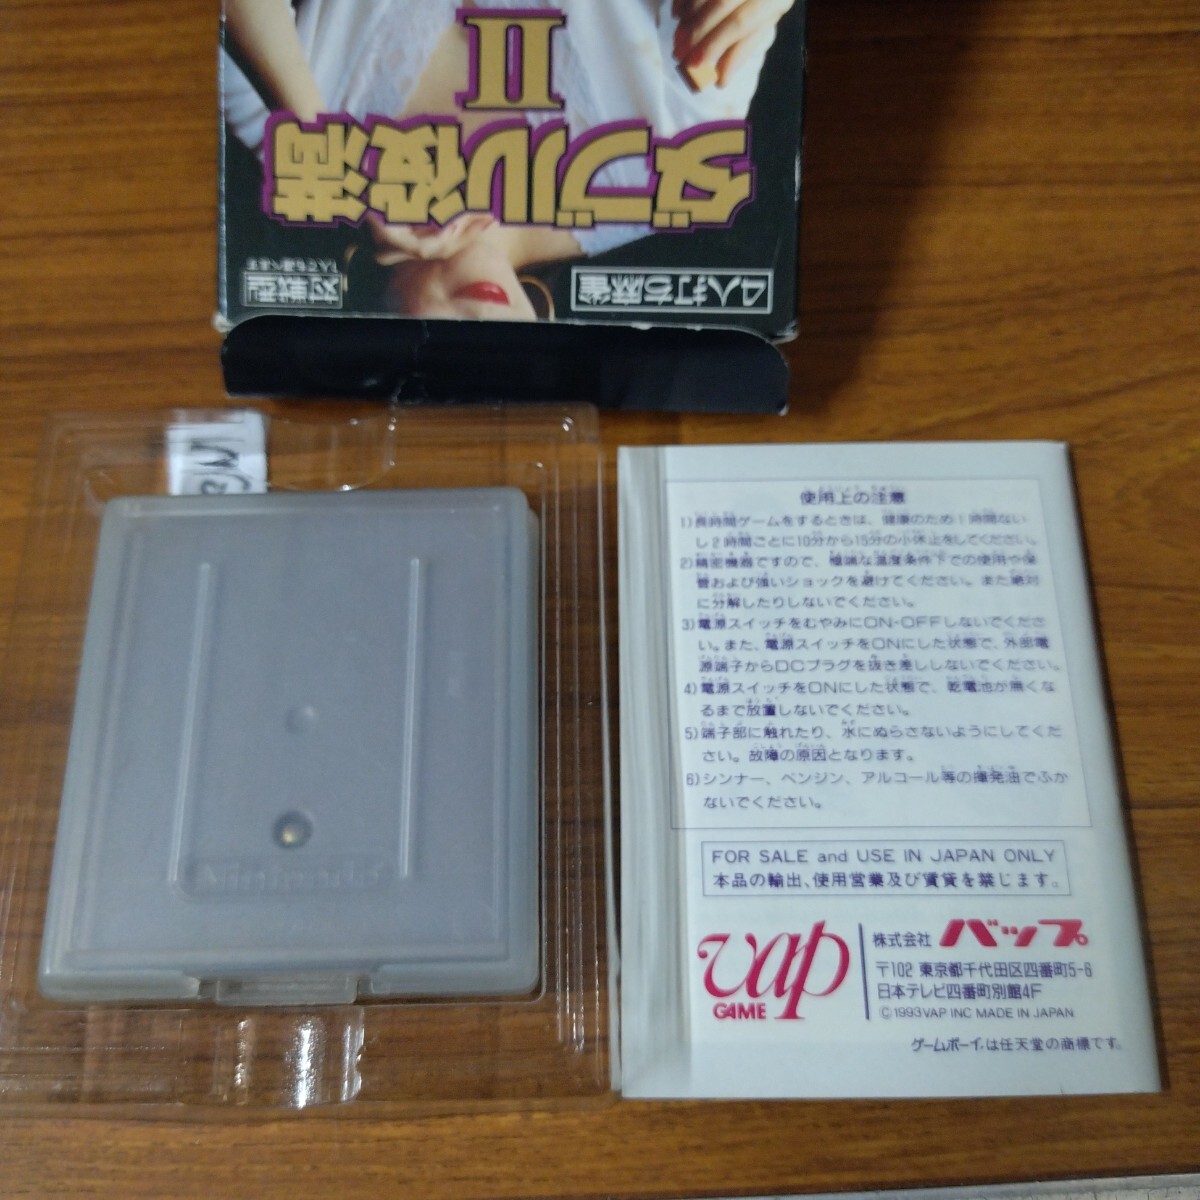 ダブル役満
II
4人打ち麻雀
対戦型
1人でも遊べます
Nintendo
使用上の注意
1)長時間ゲームをするときは、健康のため1時間ない
し2時間ごとに10分から15分の小休止をしてください。
2)精密機器ですので、極端な温度条件下での使用や保
管および強いショックを避けてください。また絶対
に分解したりしないでください。
3)電源スイッチをむやみにON-OFFしないでくださ
い。また、電源スイッチをONにした状態で、外部電
源端子からDCプラグを抜き差ししないでください。
4)電源スイッチをONにした状態で、乾電池が無くな
るまで放置しないでください。
5)端子部に触れたり、水にぬらさないようにしてくだ
さい。故障の原因となります。
6)シンナー、ベンジン、アルコール等の揮発油でふか
ないでください。
FOR SALE and USE IN JAPAN ONLY
本品の輸出、使用営業及び賃貸を禁じます。
vap
GAME
株式会社 バップ
〒102 東京都千代田区四番町5-6
日本テレビ四番町別館4F
©1993 VAP INC MADE IN JAPAN
ゲームボーイは任天堂の商標です。